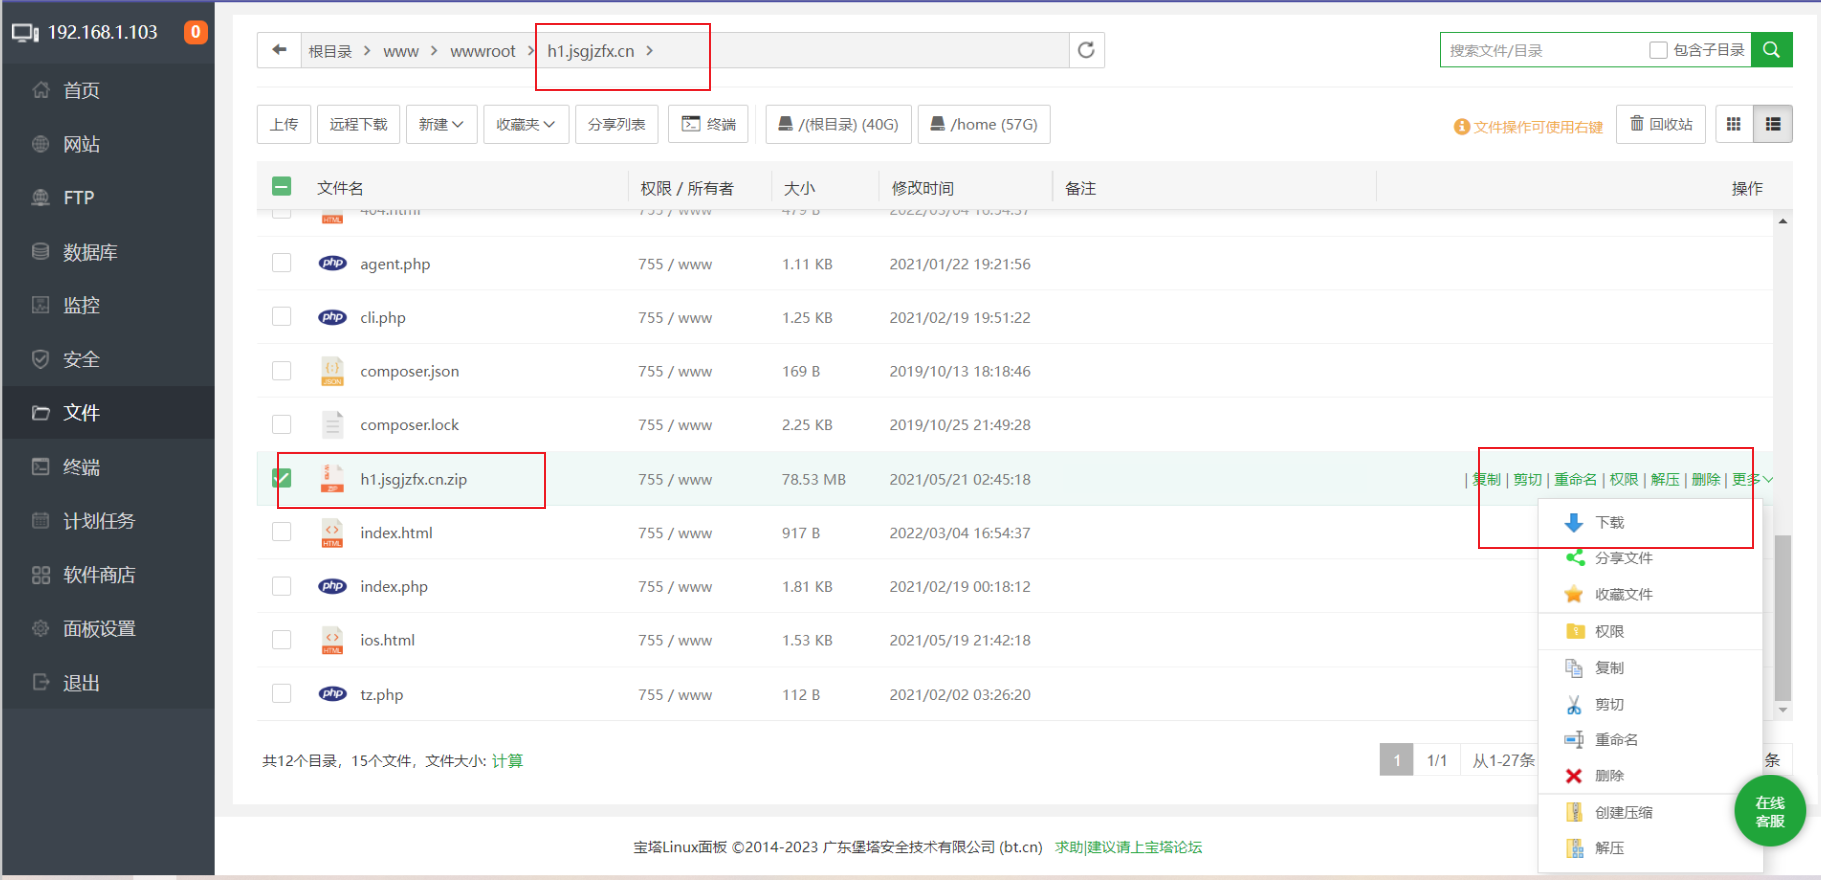 192.168.1.103 0
首页
网站
FTP
数据库
监控
安全
文件
终端
计划任务
软件商店
面板设置
退出
根目录 > www > wwwroot > h1.jsgjzfx.cn >
搜索文件/目录 包含子目录
上传 远程下载 新建 收藏夹 分享列表 终端 /(根目录) (40G) /home (57G)
文件操作可使用右键 回收站
文件名 权限 / 所有者 大小 修改时间 备注 操作
404.html 755 / www 479 B 2022/03/04 16:54:37
agent.php 755 / www 1.11 KB 2021/01/22 19:21:56
cli.php 755 / www 1.25 KB 2021/02/19 19:51:22
composer.json 755 / www 169 B 2019/10/13 18:18:46
composer.lock 755 / www 2.25 KB 2019/10/25 21:49:28
h1.jsgjzfx.cn.zip 755 / www 78.53 MB 2021/05/21 02:45:18 | 复制 | 剪切 | 重命名 | 权限 | 解压 | 删除 | 更多
index.html 755 / www 917 B 2022/03/04 16:54:37
index.php 755 / www 1.81 KB 2021/02/19 00:18:12
ios.html 755 / www 1.53 KB 2021/05/19 21:42:18
tz.php 755 / www 112 B 2021/02/02 03:26:20
下载
分享文件
收藏文件
权限
复制
剪切
重命名
删除
创建压缩
解压
共12个目录，15个文件，文件大小: 计算
1 1/1 从1-27条 条
在线
客服
宝塔Linux面板 ©2014-2023 广东堡塔安全技术有限公司 (bt.cn) 求助|建议请上宝塔论坛